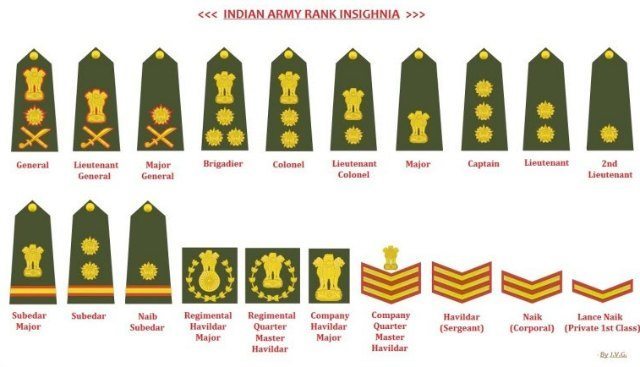 <<< INDIAN ARMY RANK INSIGHNIA >>>
General
Lieutenant
General
Major
General
Brigadier
Colonel
Lieutenant
Colonel
Major
Captain
Lieutenant
2nd
Lieutenant
Subedar
Major
Subedar
Naib
Subedar
Regimental
Havildar
Major
Regimental
Quarter
Master
Havildar
Company
Havildar
Major
Company
Quarter
Master
Havildar
Havildar
(Sergeant)
Naik
(Corporal)
Lance Naik
(Private 1st Class)
- By J.V.G.